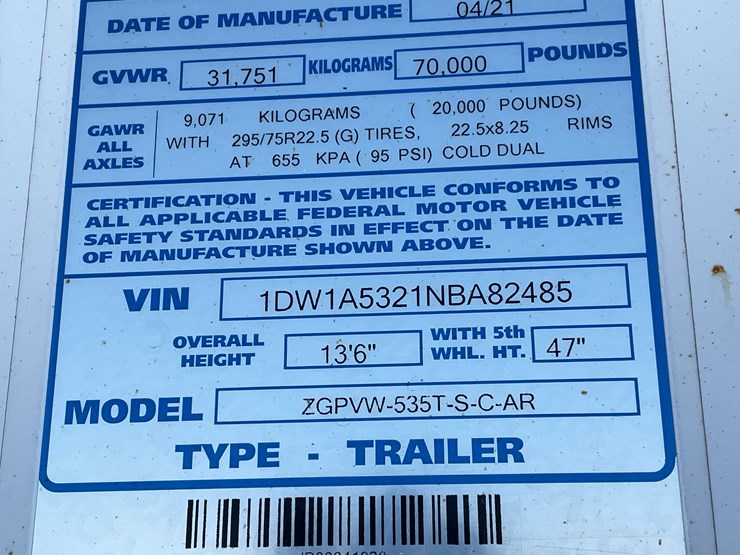 DATE OF MANUFACTURE 04/21
GVWR 31,751 KILOGRAMS 70,000 POUNDS
GAWR ALL AXLES
9,071 KILOGRAMS ( 20,000 POUNDS)
WITH 295/75R22.5 (G) TIRES, 22.5x8.25 RIMS
AT 655 KPA ( 95 PSI) COLD DUAL
CERTIFICATION - THIS VEHICLE CONFORMS TO
ALL APPLICABLE FEDERAL MOTOR VEHICLE
SAFETY STANDARDS IN EFFECT ON THE DATE
OF MANUFACTURE SHOWN ABOVE.
VIN 1DW1A5321NBA82485
OVERALL HEIGHT 13'6" WITH 5th WHL. HT. 47"
MODEL ZGPVW-535T-S-C-AR
TYPE - TRAILER